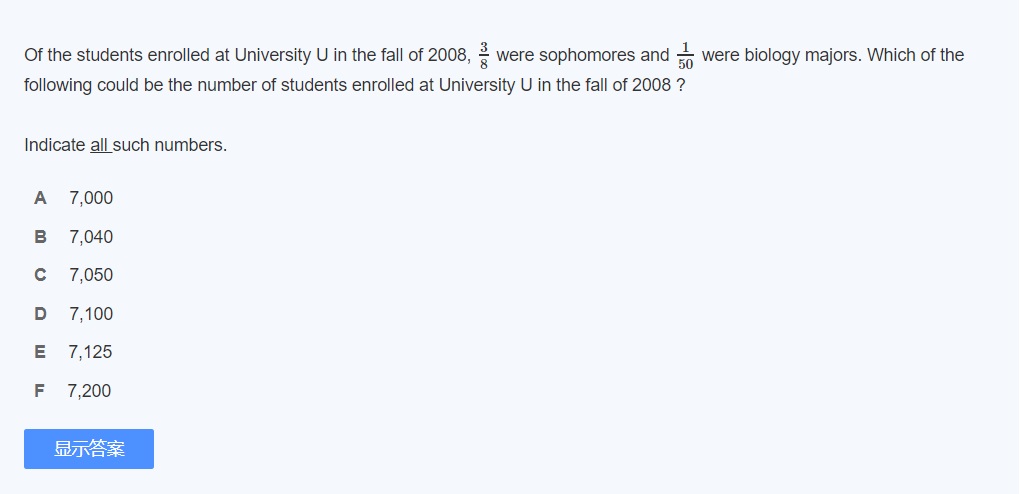 Of the students enrolled at University U in the fall of 2008, 3/8 were sophomores and 1/50 were biology majors. Which of the
following could be the number of students enrolled at University U in the fall of 2008 ?
Indicate all such numbers.
A 7,000
B 7,040
C 7,050
D 7,100
E 7,125
F 7,200
显示答案